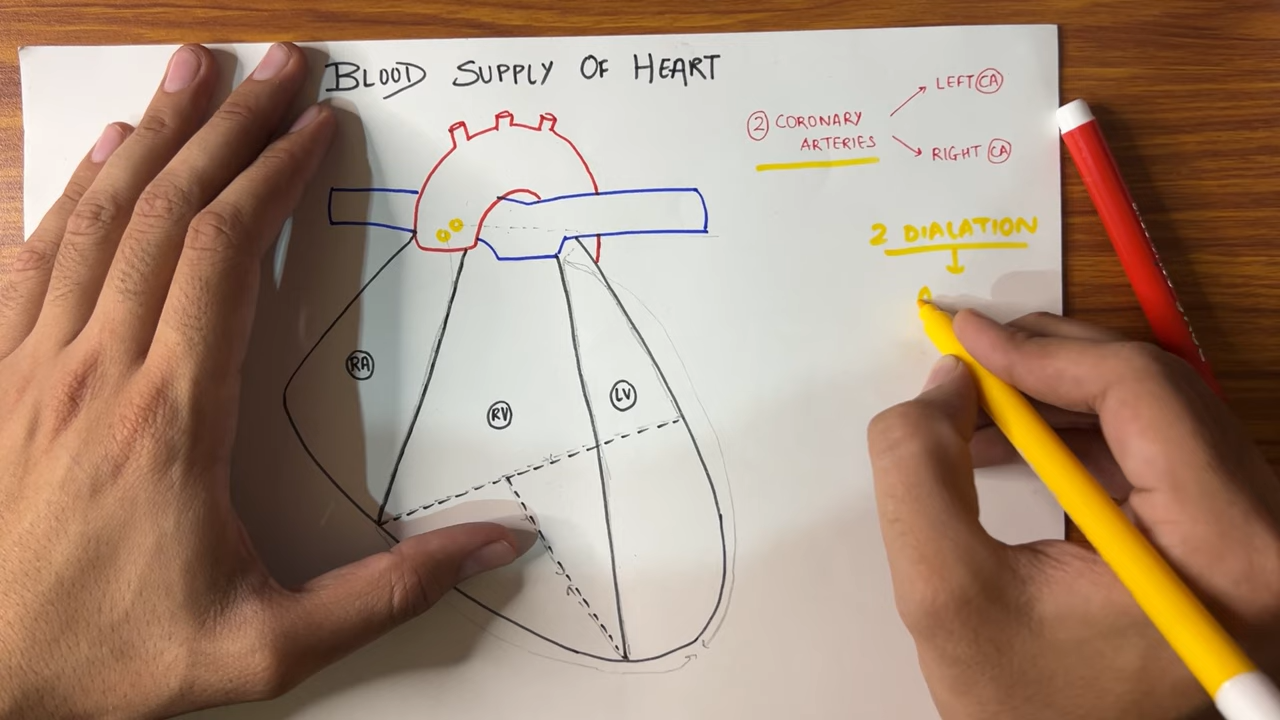 BLOOD SUPPLY OF HEART
2 CORONARY
ARTERIES
LEFT CA
RIGHT CA
2 DIALATION
RA
RV
LV